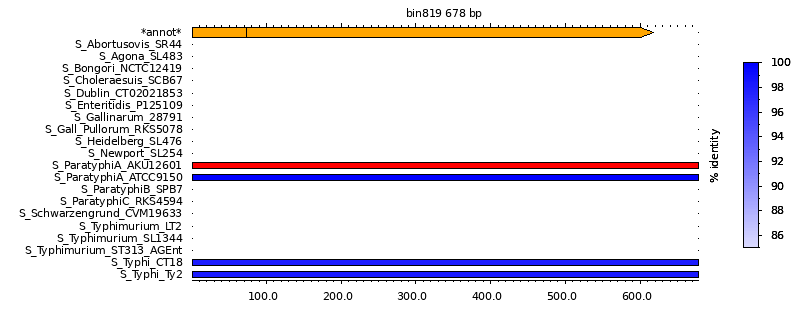 bin819 678 bp
*annot*
S_Abortusovis_SR44
S_Agona_SL483
S_Bongori_NCTC12419
S_Choleraesuis_SCB67
S_Dublin_CT02021853
S_Enteritidis_P125109
S_Gallinarum_28791
S_Gall_Pullorum_RKS5078
S_Heidelberg_SL476
S_Newport_SL254
S_ParatyphiA_AKU12601
S_ParatyphiA_ATCC9150
S_ParatyphiB_SPB7
S_ParatyphiC_RKS4594
S_Schwarzengrund_CVM19633
S_Typhimurium_LT2
S_Typhimurium_SL1344
S_Typhimurium_ST313_AGEnt
S_Typhi_CT18
S_Typhi_Ty2
100.0 200.0 300.0 400.0 500.0 600.0
% identity
100
98
96
94
92
90
88
86